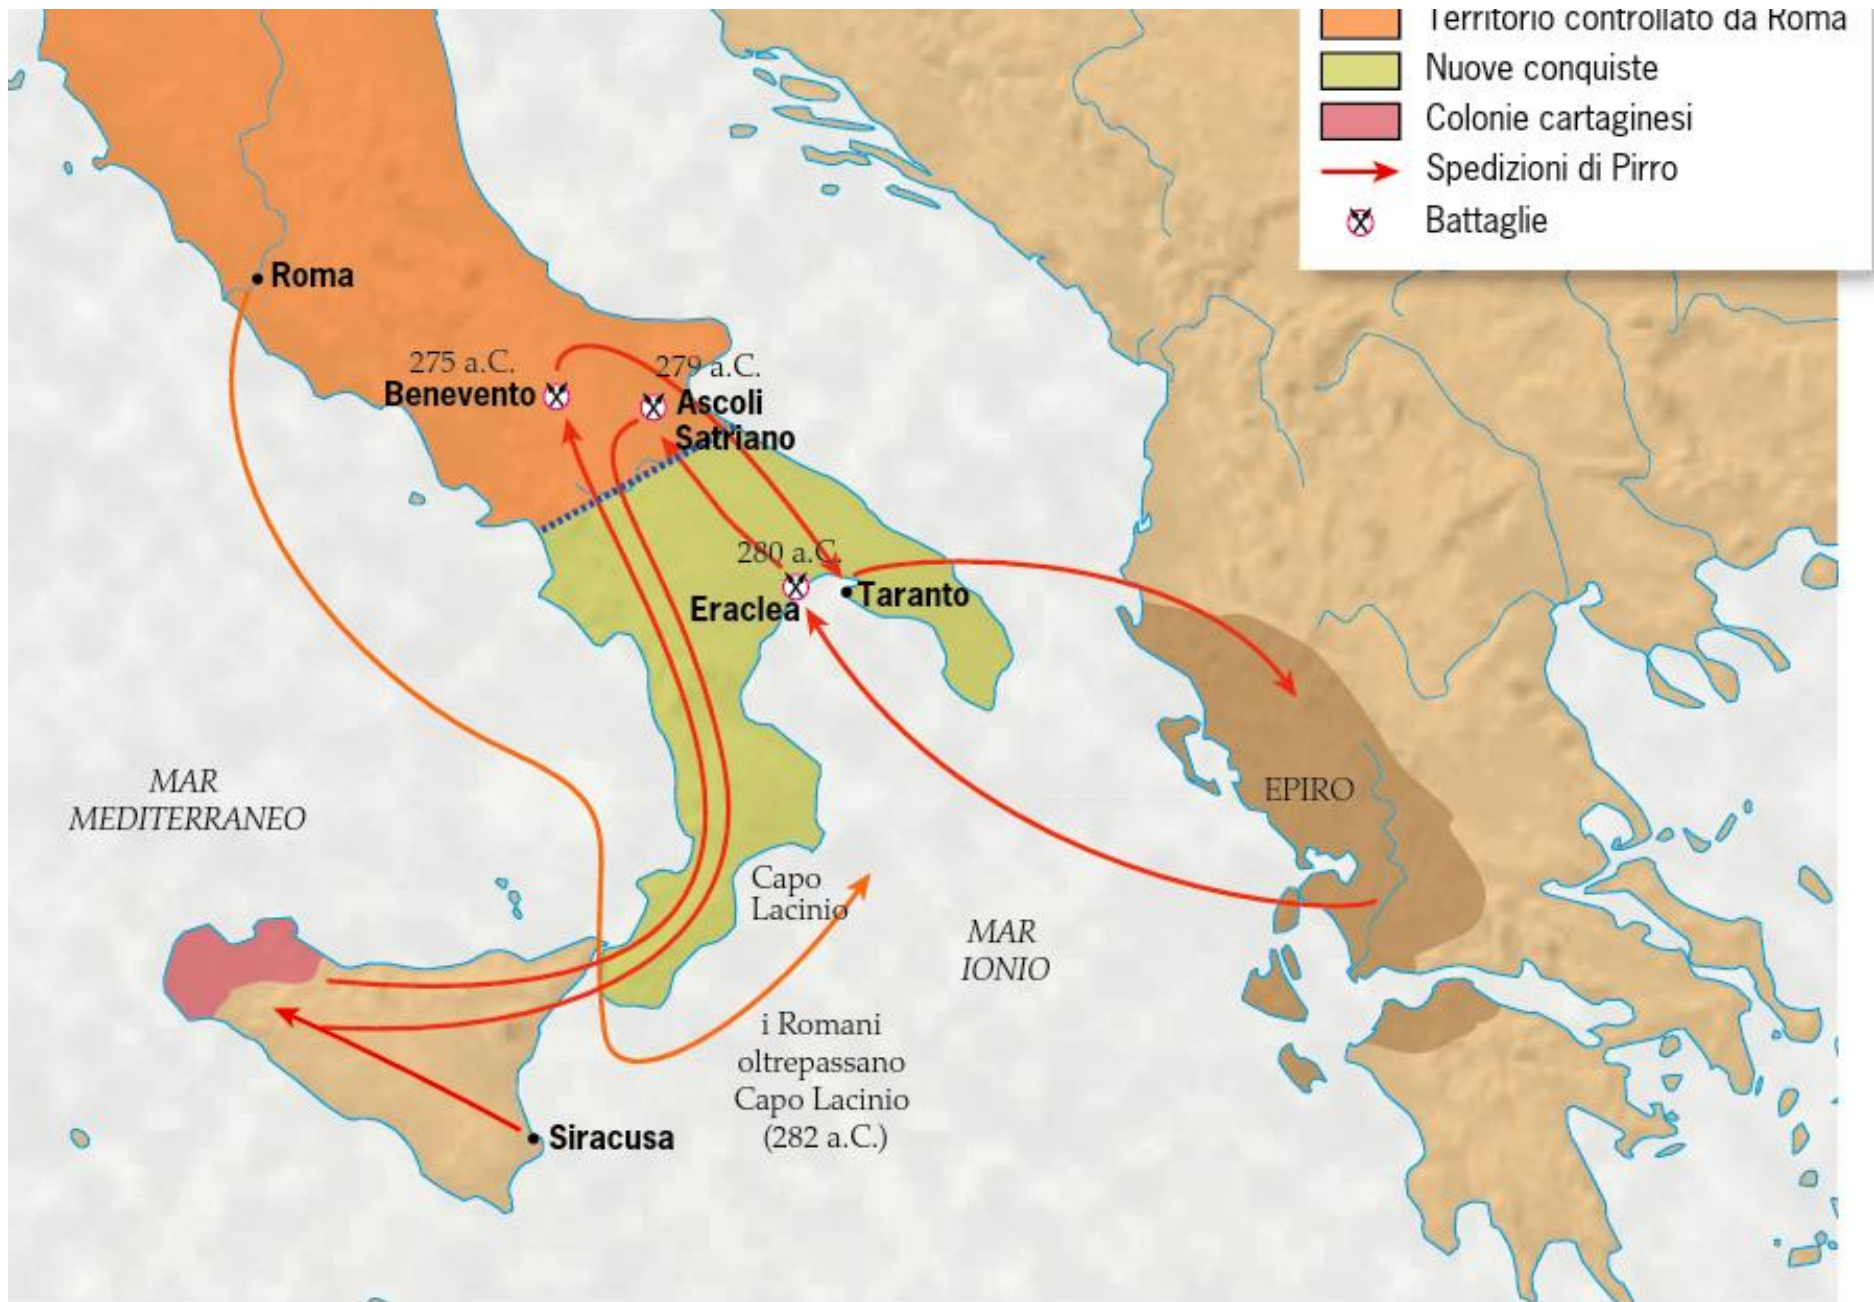 Territorio controllato da Roma
Nuove conquiste
Colonie cartaginesi
Spedizioni di Pirro
Battaglie
Roma
275 a.C.
Benevento
279 a.C.
Ascoli
Satriano
280 a.C.
Eraclea
Taranto
EPIRO
MAR
MEDITERRANEO
Capo
Lacinio
MAR
IONIO
i Romani
oltrepassano
Capo Lacinio
(282 a.C.)
Siracusa